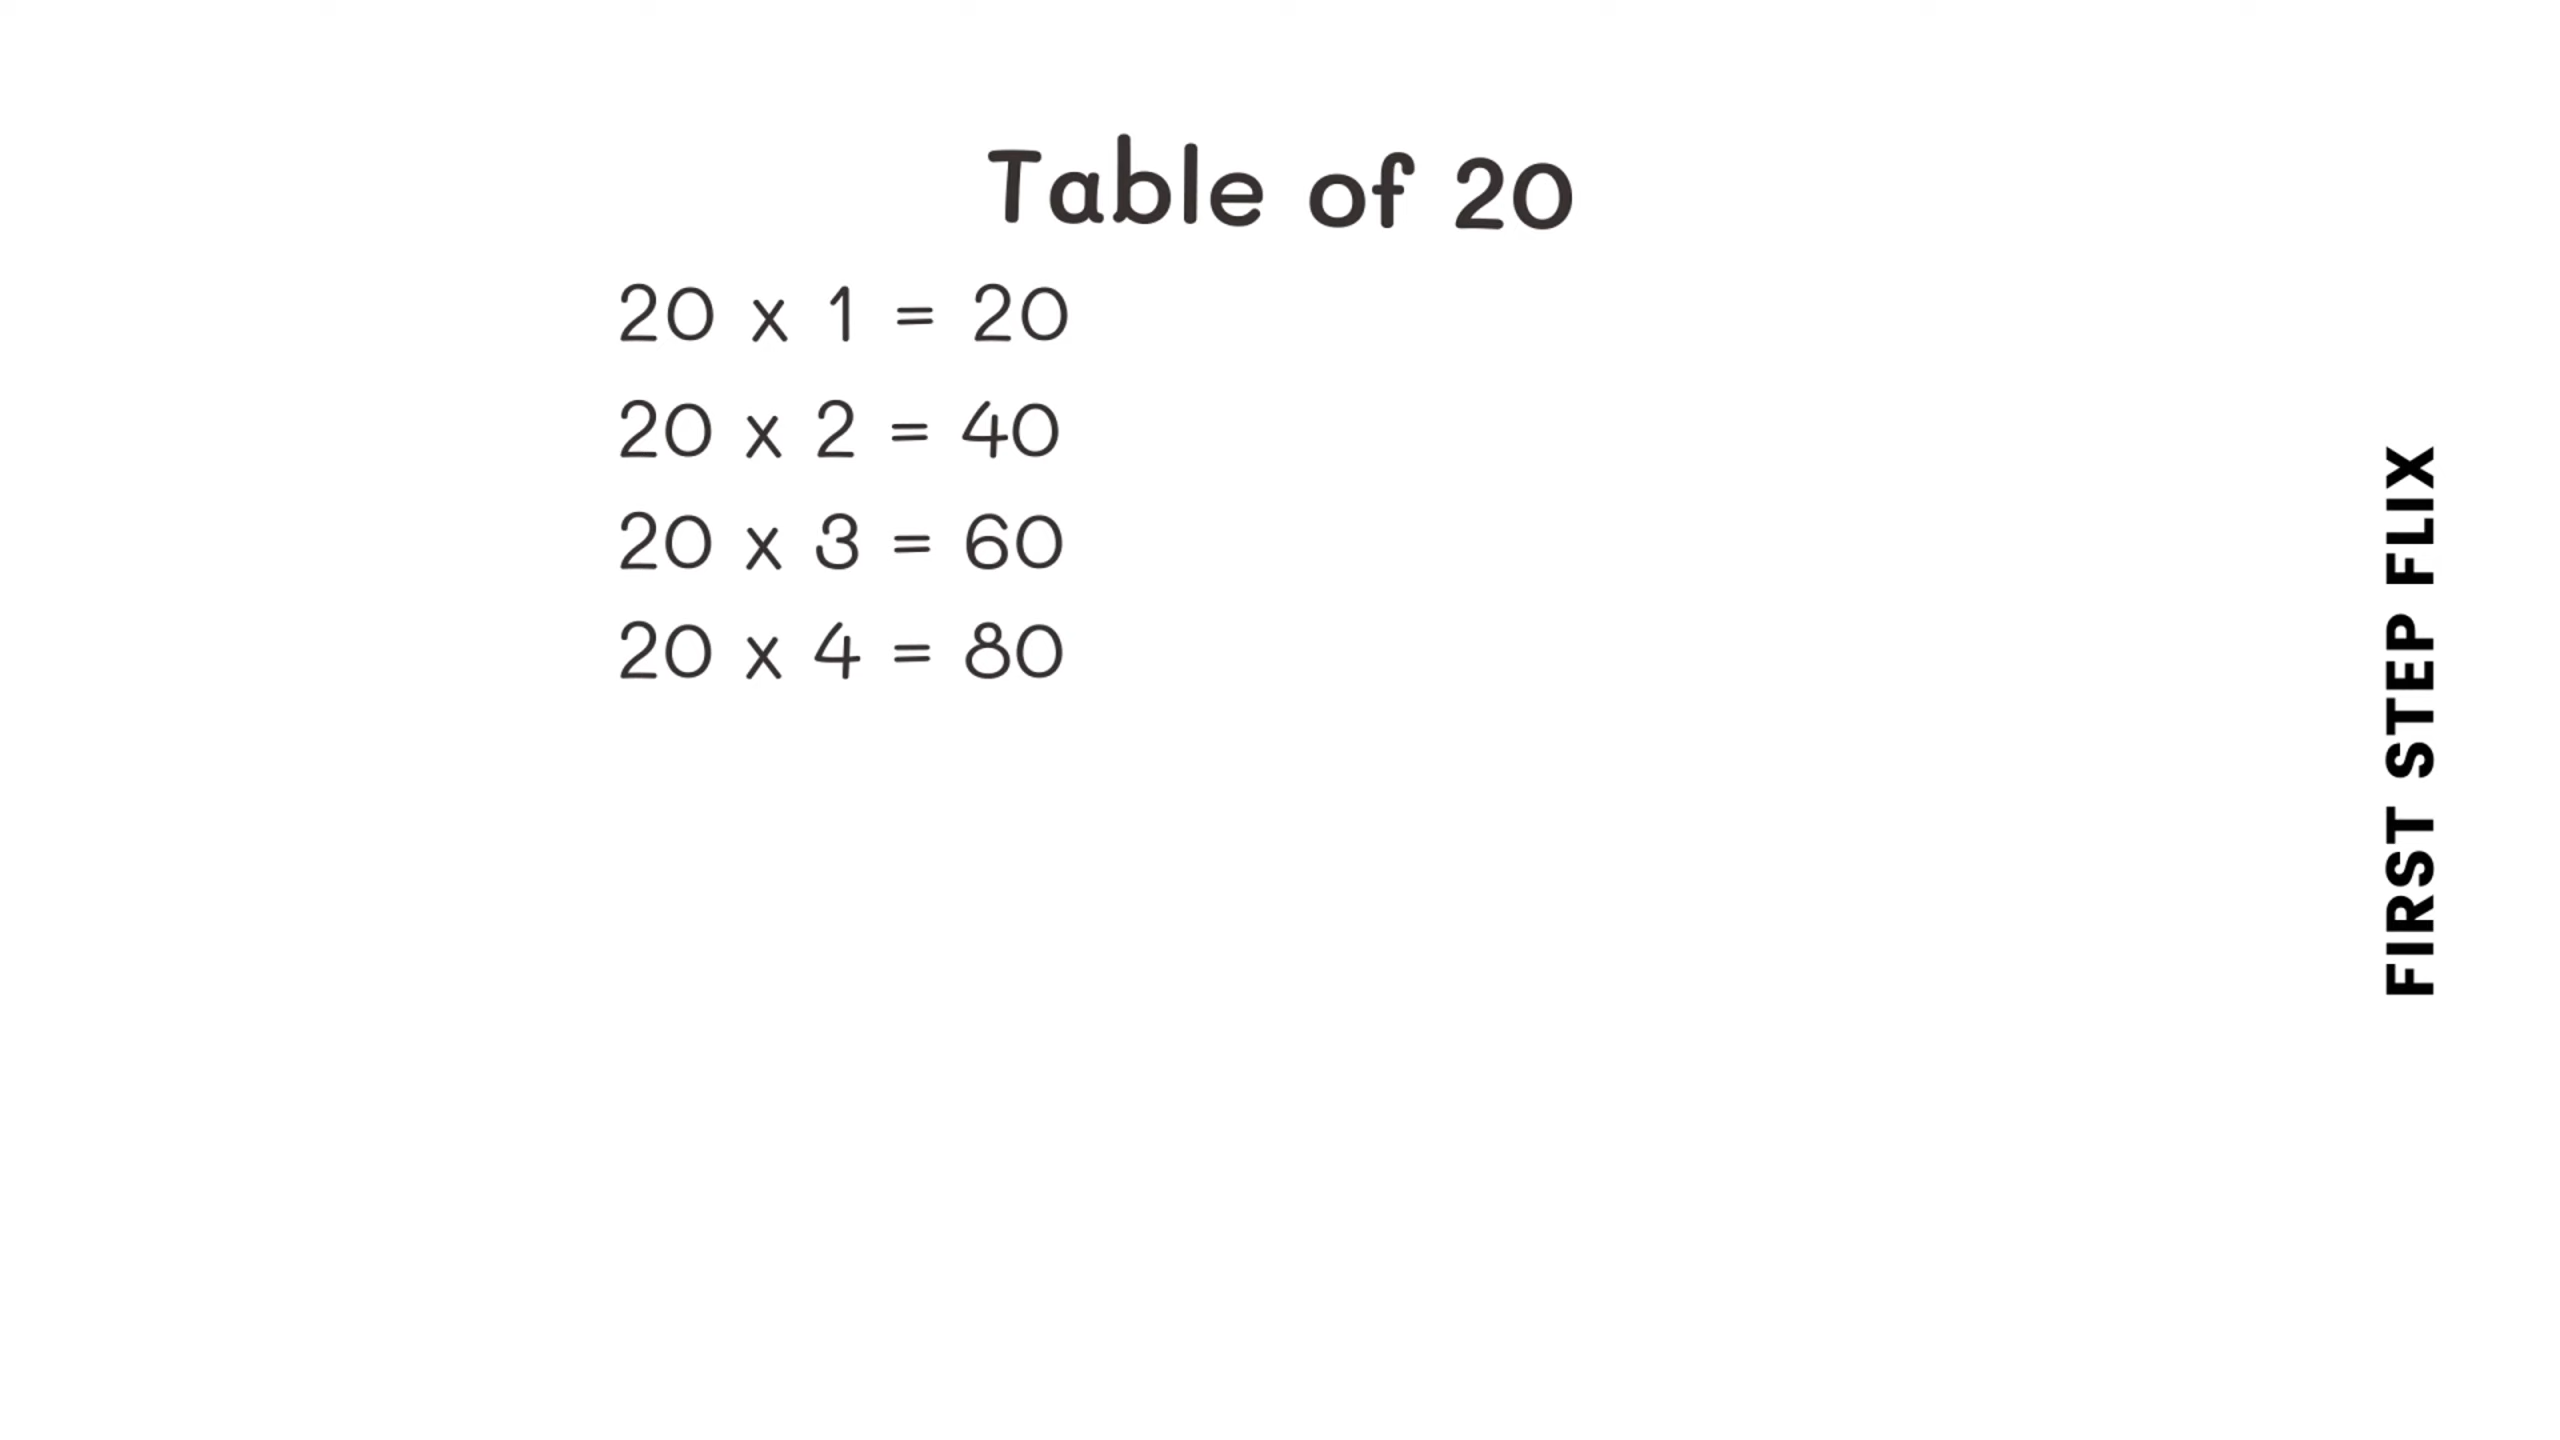 Table of 20
20 x 1 = 20
20 x 2 = 40
20 x 3 = 60
20 x 4 = 80
FIRST STEP FLIX